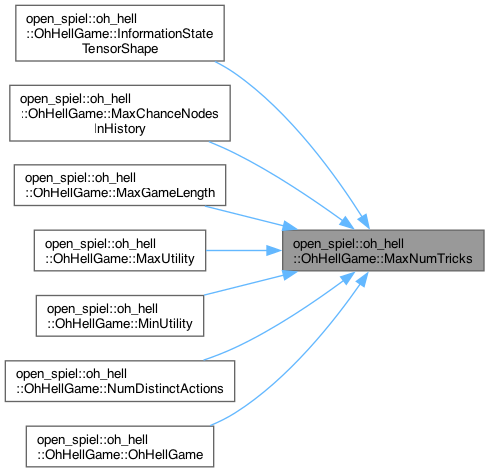 open_spiel::oh_hell
::OhHellGame::InformationState
TensorShape
open_spiel::oh_hell
::OhHellGame::MaxChanceNodes
InHistory
open_spiel::oh_hell
::OhHellGame::MaxGameLength
open_spiel::oh_hell
::OhHellGame::MaxUtility
open_spiel::oh_hell
::OhHellGame::MinUtility
open_spiel::oh_hell
::OhHellGame::NumDistinctActions
open_spiel::oh_hell
::OhHellGame::OhHellGame
open_spiel::oh_hell
::OhHellGame::MaxNumTricks